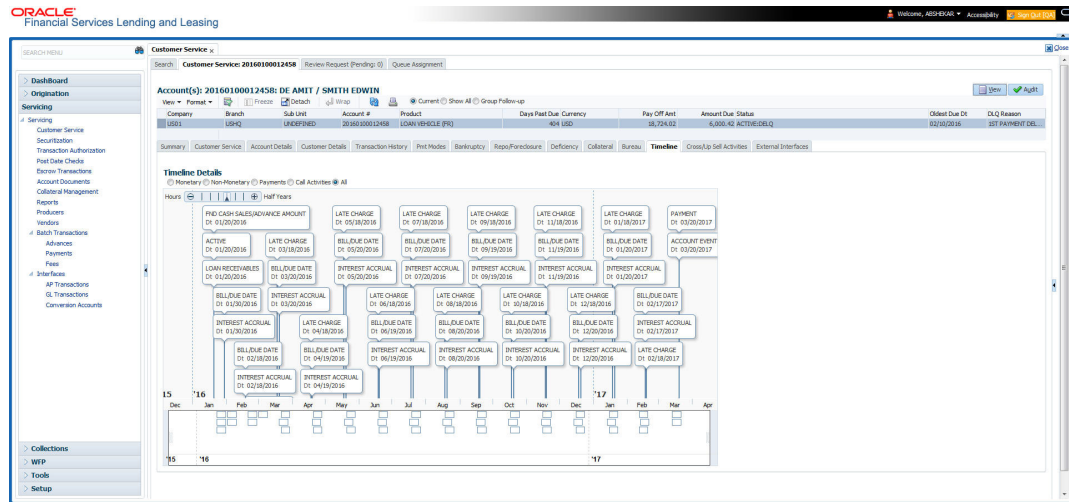 ORACLE
Financial Services Lending and Leasing
Welcome, ABSHEKAR Accessibility Sign Out (QA)
SEARCH MENU
Customer Service x
Close
Search Customer Service: 20160100012458 Review Request (Pending: 0) Queue Assignment
DashBoard
Origination
Servicing
Servicing
Customer Service
Securitization
Transaction Authorization
Post Date Checks
Escrow Transactions
Account Documents
Collateral Management
Reports
Producers
Vendors
Batch Transactions
Advances
Payments
Fees
Interfaces
AP Transactions
GL Transactions
Conversion Accounts
Collections
WFP
Tools
Setup
Account(s): 20160100012458: DE AMIT / SMITH EDWIN
View Audit
View Format Freeze Detach Wrap Current Show All Group Follow-up
Company Branch Sub Unit Account # Product Days Past Due Currency Pay Off Amt Amount Due Status Oldest Due Dt DLQ Reason
US01 USHQ UNDEFINED 20160100012458 LOAN VEHICLE (FR) 404 USD 18,724.02 6,000.42 ACTIVE:DELQ 02/10/2016 1ST PAYMENT DEL...
Summary Customer Service Account Details Customer Details Transaction History Pmt Modes Bankruptcy Repo/Foreclosure Deficiency Collateral Bureau Timeline Cross/Up Sell Activities External Interfaces
Timeline Details
Monetary Non-Monetary Payments Call Activities All
Hours Half Years
FND CASH SALES/ADVANCE AMOUNT LATE CHARGE LATE CHARGE LATE CHARGE LATE CHARGE LATE CHARGE PAYMENT
Dt 01/20/2016 Dt 05/18/2016 Dt 07/18/2016 Dt 09/18/2016 Dt 11/18/2016 Dt 01/18/2017 Dt 03/20/2017
ACTIVE LATE CHARGE BILL/DUE DATE BILL/DUE DATE BILL/DUE DATE BILL/DUE DATE BILL/DUE DATE ACCOUNT EVENT
Dt 01/20/2016 Dt 03/18/2016 Dt 05/20/2016 Dt 07/20/2016 Dt 09/19/2016 Dt 11/19/2016 Dt 01/20/2017 Dt 03/20/2017
LOAN RECEIVABLES BILL/DUE DATE INTEREST ACCRUAL INTEREST ACCRUAL INTEREST ACCRUAL INTEREST ACCRUAL INTEREST ACCRUAL
Dt 01/20/2016 Dt 03/20/2016 Dt 05/20/2016 Dt 07/20/2016 Dt 09/19/2016 Dt 11/19/2016 Dt 01/20/2017
BILL/DUE DATE INTEREST ACCRUAL LATE CHARGE LATE CHARGE LATE CHARGE LATE CHARGE BILL/DUE DATE
Dt 01/30/2016 Dt 03/20/2016 Dt 06/18/2016 Dt 08/18/2016 Dt 10/18/2016 Dt 12/18/2016 Dt 02/17/2017
INTEREST ACCRUAL LATE CHARGE BILL/DUE DATE BILL/DUE DATE BILL/DUE DATE BILL/DUE DATE INTEREST ACCRUAL
Dt 01/30/2016 Dt 04/18/2016 Dt 06/19/2016 Dt 08/20/2016 Dt 10/20/2016 Dt 12/20/2016 Dt 02/17/2017
BILL/DUE DATE BILL/DUE DATE INTEREST ACCRUAL INTEREST ACCRUAL INTEREST ACCRUAL INTEREST ACCRUAL LATE CHARGE
Dt 02/18/2016 Dt 04/19/2016 Dt 06/19/2016 Dt 08/20/2016 Dt 10/20/2016 Dt 12/20/2016 Dt 02/18/2017
INTEREST ACCRUAL INTEREST ACCRUAL
Dt 02/18/2016 Dt 04/19/2016
15 '16 '17
Dec Jan Feb Mar Apr May Jun Jul Aug Sep Oct Nov Dec Jan Feb Mar Apr
'15 '16 '17